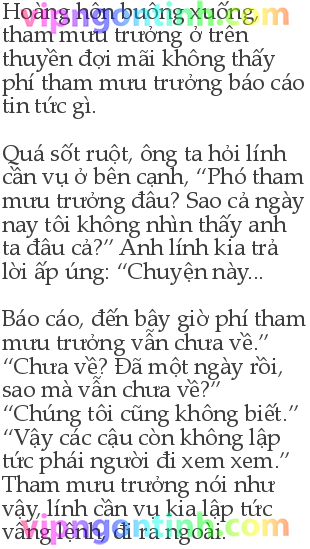 Hoàng hôn buông xuống,
tham mưu trưởng ở trên
thuyền đợi mãi không thấy
phí tham mưu trưởng báo cáo
tin tức gì.
Quá sốt ruột, ông ta hỏi lính
cần vụ ở bên cạnh, “Phó tham
mưu trưởng đâu? Sao cả ngày
nay tôi không nhìn thấy anh
ta đâu cả?” Anh lính kia trả
lời ấp úng: “Chuyện này...
Báo cáo, đến bây giờ phí tham
mưu trưởng vẫn chưa về.”
“Chưa về? Đã một ngày rồi,
sao mà vẫn chưa về?”
“Chúng tôi cũng không biết.”
“Vậy các cậu còn không lập
tức phái người đi xem xem.”
Tham mưu trưởng nói như
vậy, lính cần vụ kia lập tức
vâng lệnh, đi ra ngoài.
vipngontinh.com
vipngontinh.com